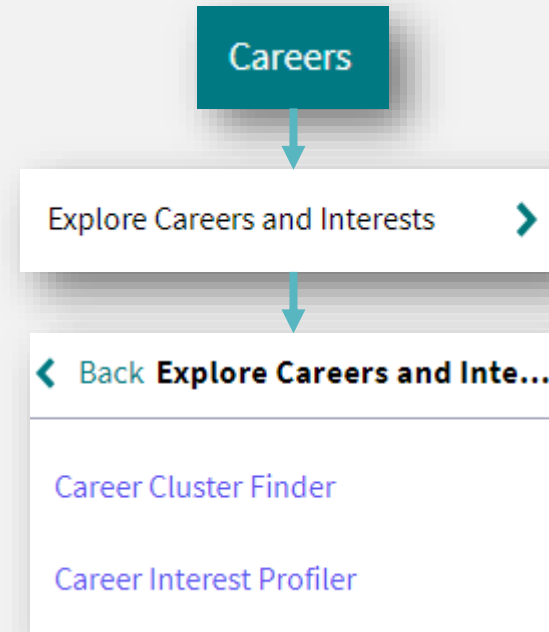 Careers
Explore Careers and Interests
Back Explore Careers and Inte...
Career Cluster Finder
Career Interest Profiler